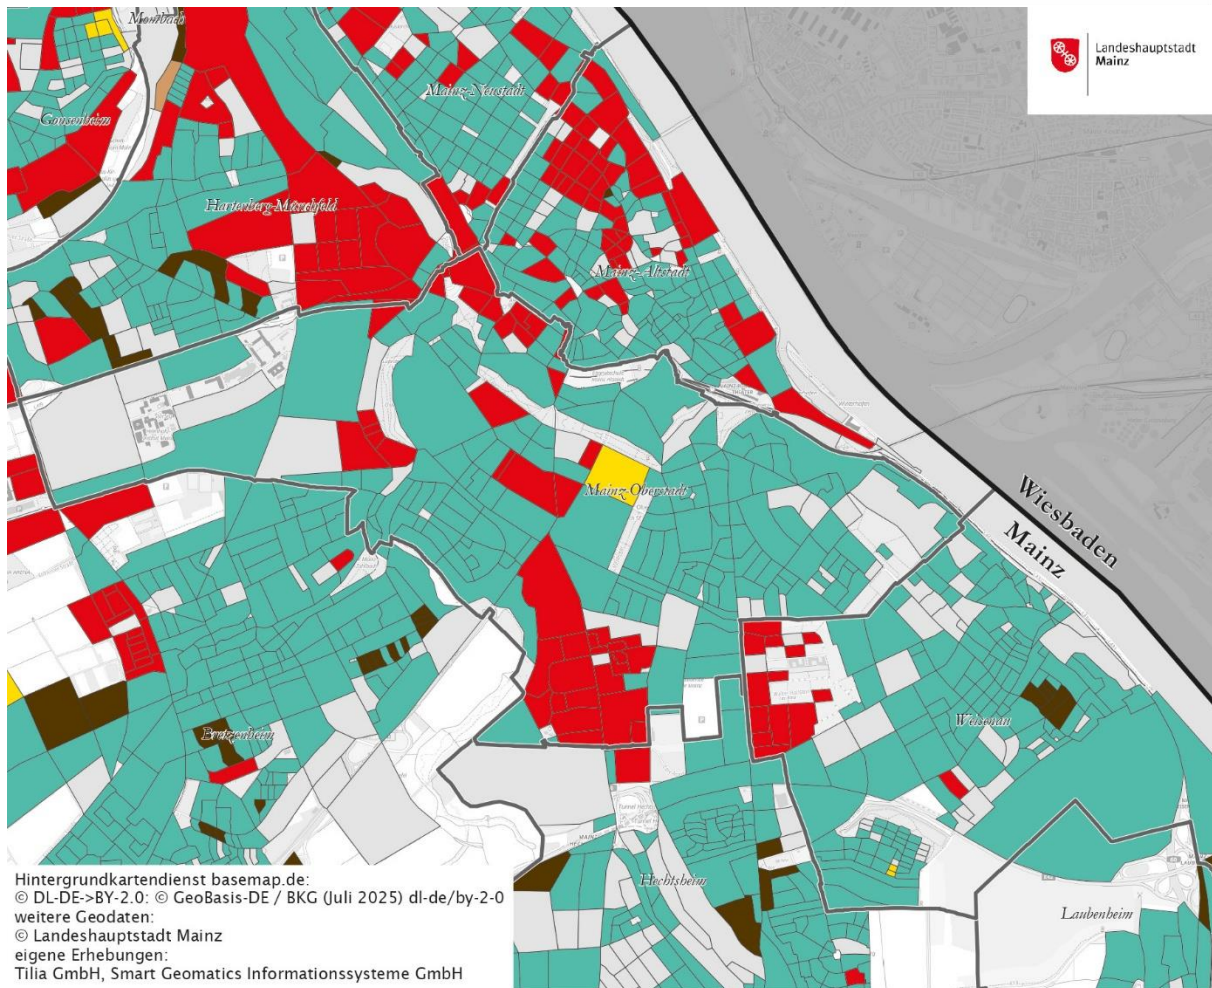 Mombach
Landeshauptstadt
Mainz
Mainz-Neustadt
Gonsenheim
Hartenberg-Münchfeld
Mainz-Altstadt
Mainz-Oberstadt
Wiesbaden
Mainz
Weisenau
Bretzenheim
Hechtsheim
Laubenheim
Hintergrundkartendienst basemap.de:
© DL-DE->BY-2.0: © GeoBasis-DE / BKG (Juli 2025) dl-de/by-2-0
weitere Geodaten:
© Landeshauptstadt Mainz
eigene Erhebungen:
Tilia GmbH, Smart Geomatics Informationssysteme GmbH